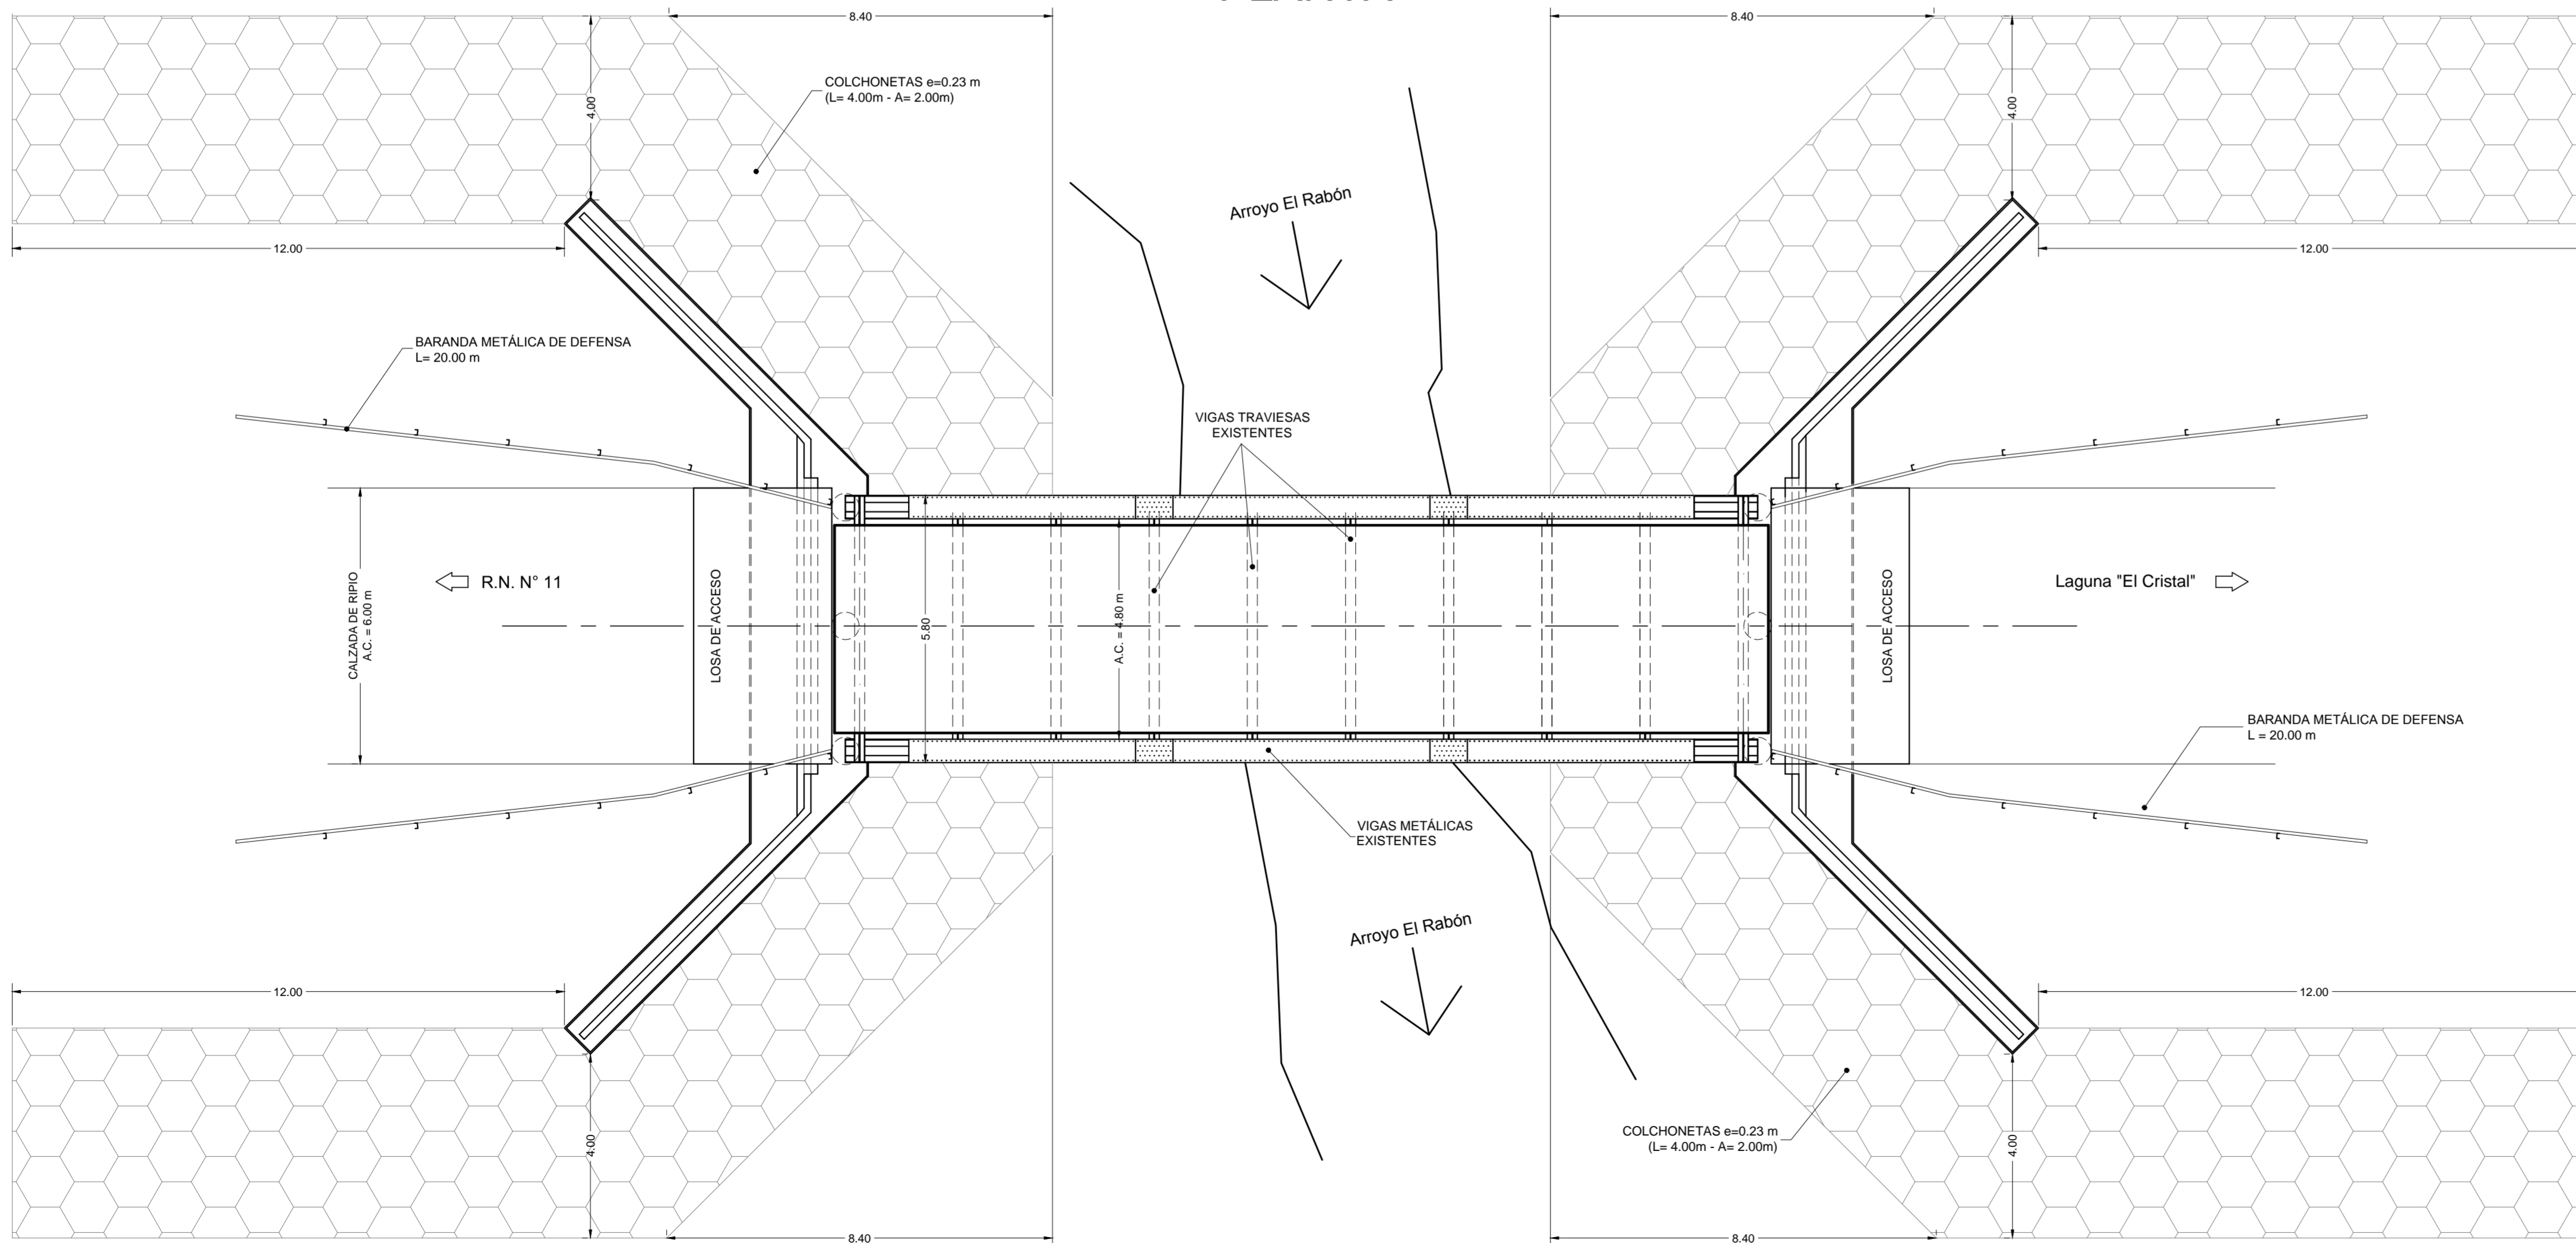 8.40
8.40
COLCHONETAS e=0.23 m
(L= 4.00m - A= 2.00m)
4.00
4.00
Arroyo El Rabón
12.00
12.00
BARANDA METÁLICA DE DEFENSA
L= 20.00 m
VIGAS TRAVIESAS
EXISTENTES
CALZADA DE RIPIO
A.C. = 6.00 m
R.N. N° 11
LOSA DE ACCESO
5.80
A.C. = 4.80 m
LOSA DE ACCESO
Laguna "El Cristal"
BARANDA METÁLICA DE DEFENSA
L = 20.00 m
VIGAS METÁLICAS
EXISTENTES
Arroyo El Rabón
12.00
12.00
COLCHONETAS e=0.23 m
(L= 4.00m - A= 2.00m)
4.00
4.00
8.40
8.40